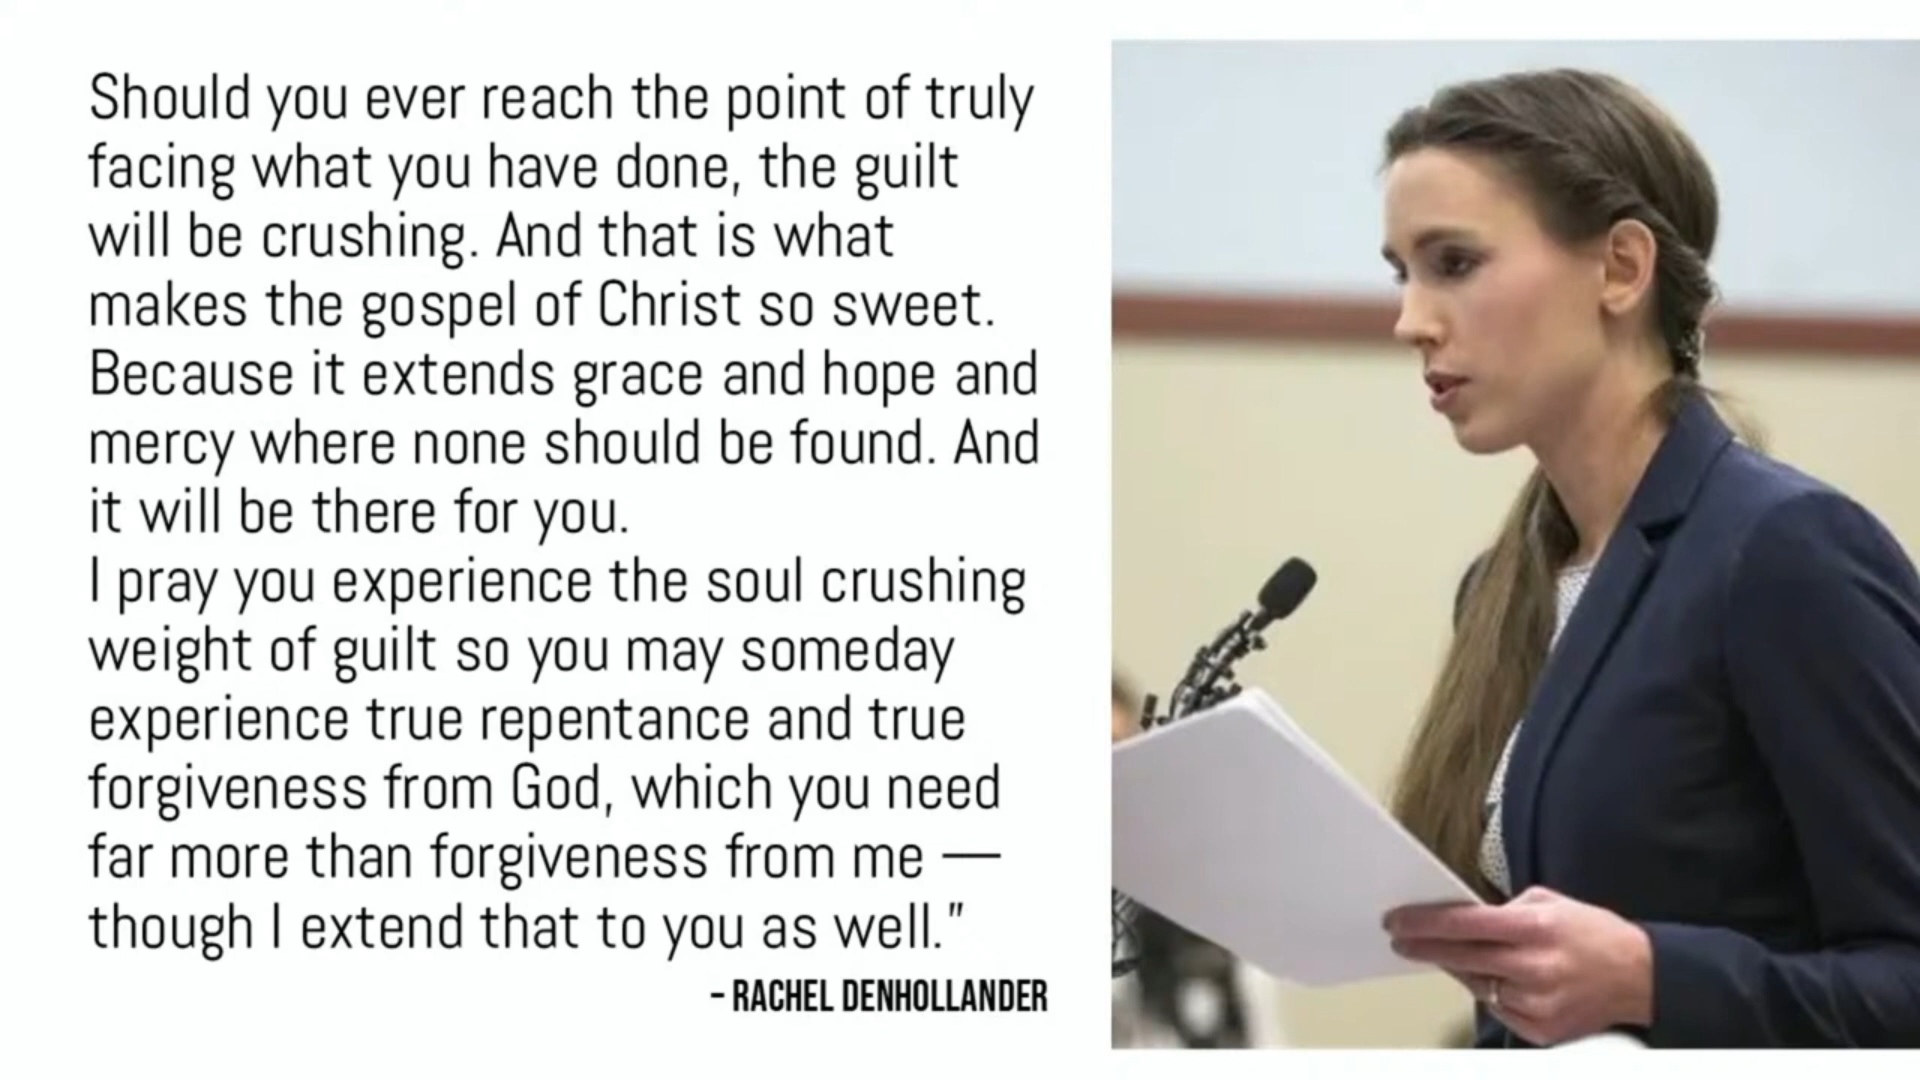 Should you ever reach the point of truly
facing what you have done, the guilt
will be crushing. And that is what
makes the gospel of Christ so sweet.
Because it extends grace and hope and
mercy where none should be found. And
it will be there for you.
I pray you experience the soul crushing
weight of guilt so you may someday
experience true repentance and true
forgiveness from God, which you need
far more than forgiveness from me —
though I extend that to you as well."
- RACHEL DENHOLLANDER